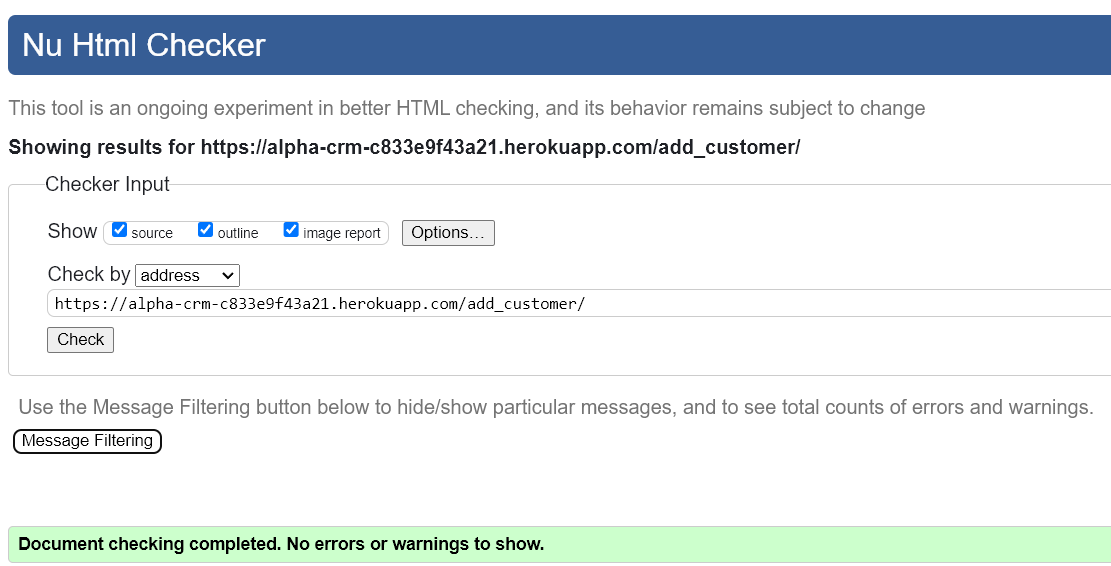 Nu Html Checker
This tool is an ongoing experiment in better HTML checking, and its behavior remains subject to change
Showing results for https://alpha-crm-c833e9f43a21.herokuapp.com/add_customer/
Checker Input
Show source outline image report Options...
Check by address
https://alpha-crm-c833e9f43a21.herokuapp.com/add_customer/
Check
Use the Message Filtering button below to hide/show particular messages, and to see total counts of errors and warnings.
Message Filtering
Document checking completed. No errors or warnings to show.